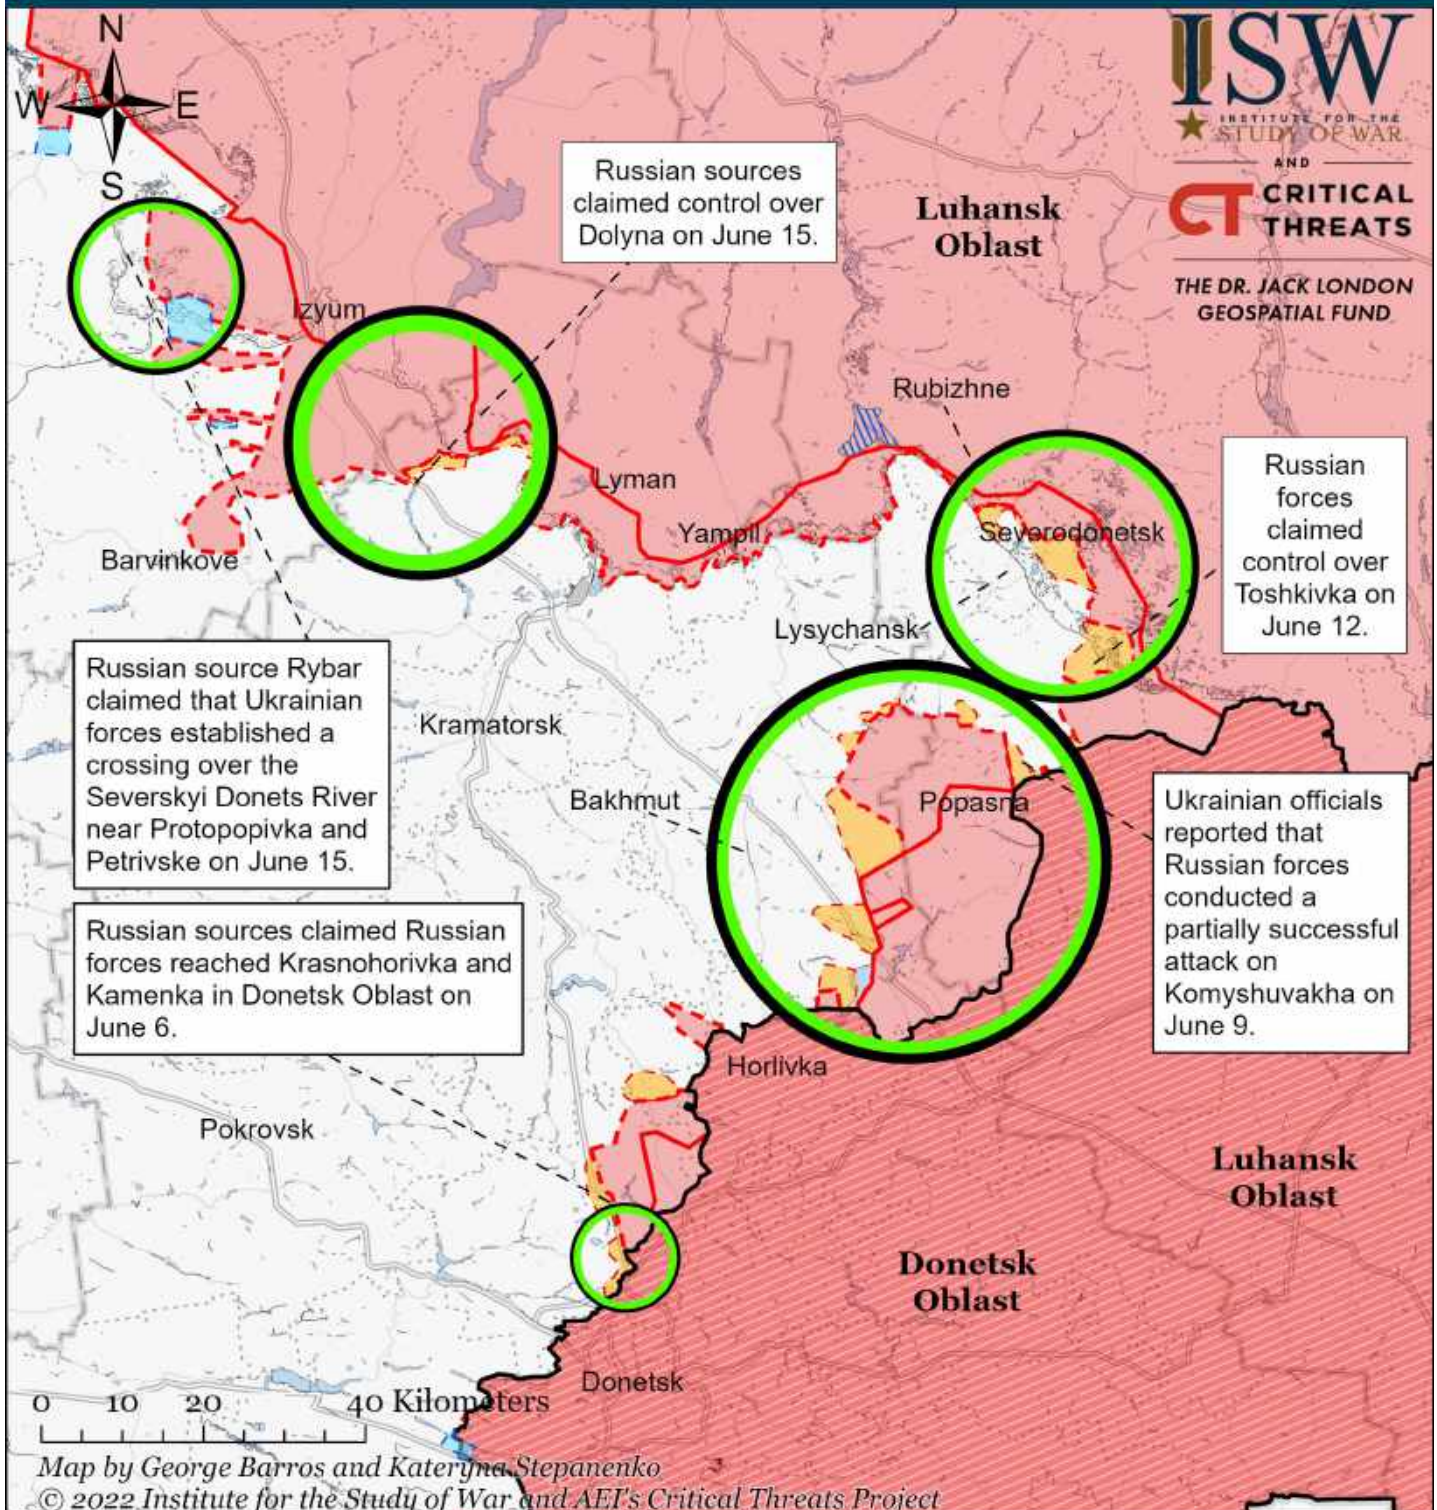 N
W
E
S
ISW
INSTITUTE FOR THE
STUDY OF WAR
AND
CT CRITICAL
THREATS
THE DR. JACK LONDON
GEOSPATIAL FUND
Russian sources
claimed control over
Dolyna on June 15.
Luhansk
Oblast
Izyum
Rubizhne
Lyman
Yampil
Severodonetsk
Russian
forces
claimed
control over
Toshkivka on
June 12.
Barvinkove
Lysychansk
Russian source Rybar
claimed that Ukrainian
forces established a
crossing over the
Severskyi Donets River
near Protopopivka and
Petrivske on June 15.
Kramatorsk
Bakhmut
Popasna
Ukrainian officials
reported that
Russian forces
conducted a
partially successful
attack on
Komyshuvakha on
June 9.
Russian sources claimed Russian
forces reached Krasnohorivka and
Kamenka in Donetsk Oblast on
June 6.
Horlivka
Pokrovsk
Luhansk
Oblast
Donetsk
Oblast
Donetsk
0 10 20 40 Kilometers
Map by George Barros and Kateryna Stepanenko
© 2022 Institute for the Study of War and AEI's Critical Threats Project